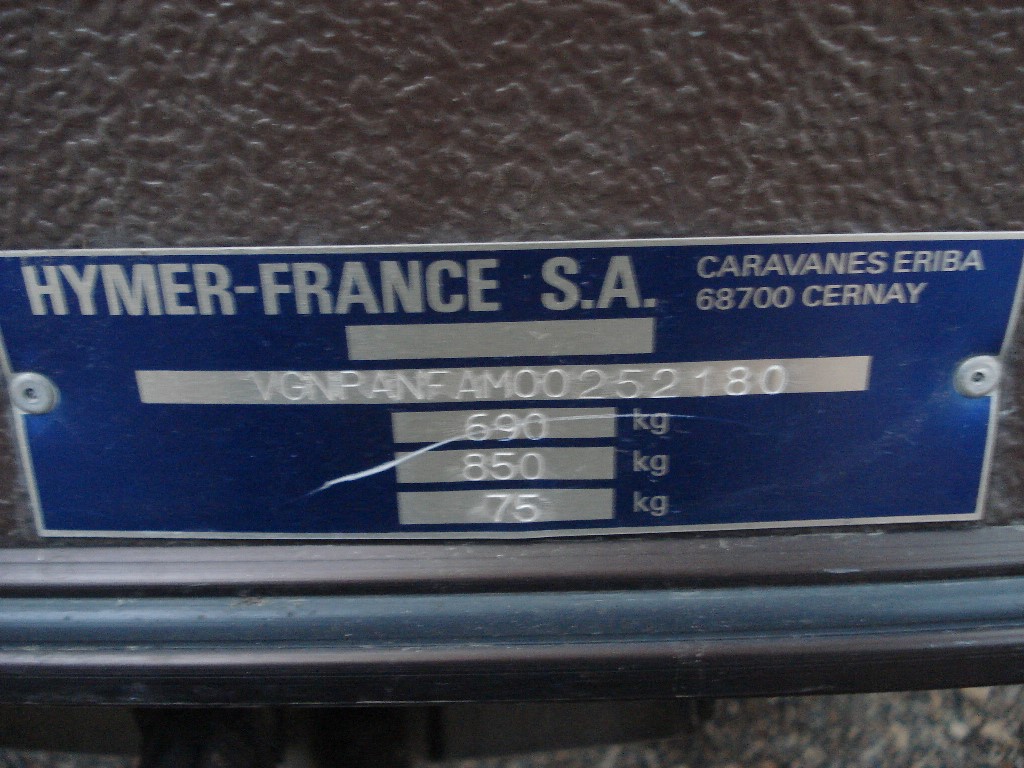 HYMER-FRANCE S.A.
CARAVANES ERIBA
68700 CERNAY
VGNPANFAM00252180
690 kg
850 kg
75 kg